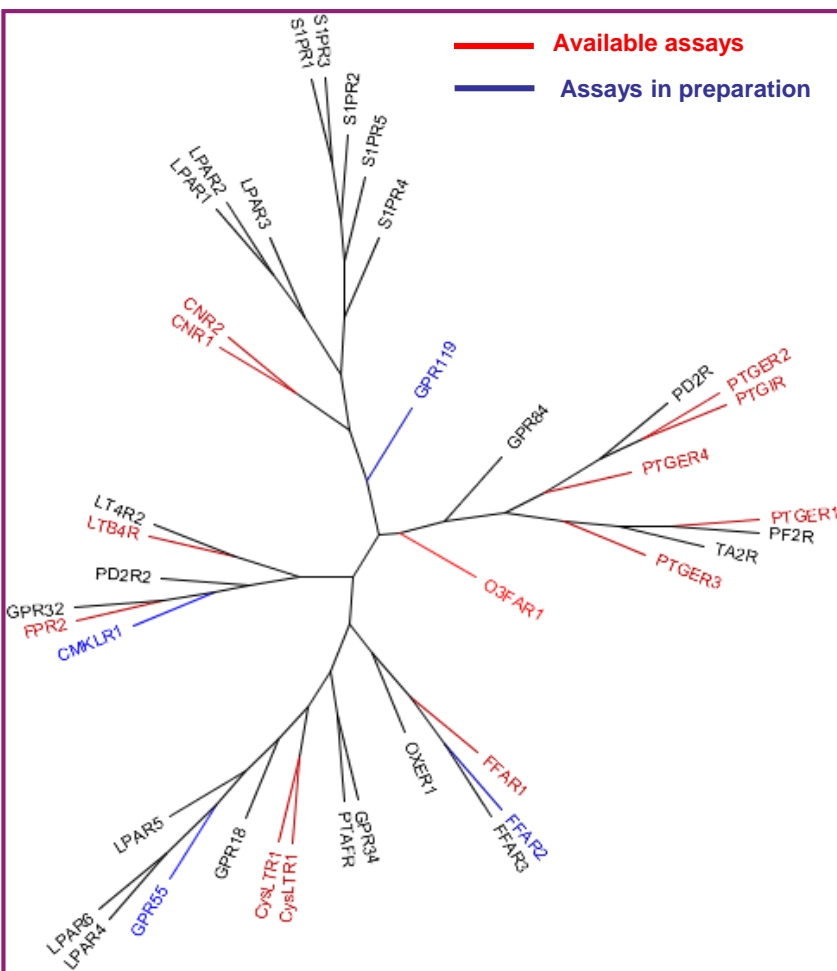 Available assays
Assays in preparation
S1PR1
S1PR3
S1PR2
S1PR5
S1PR4
LPAR1
LPAR2
LPAR3
CNR2
CNR1
GPR119
GPR84
PD2R
PTGER2
PTGIR
PTGER4
PTGER1
PF2R
TA2R
PTGER3
O3FAR1
LT4R2
LTB4R
PD2R2
GPR32
FPR2
CMKLR1
FFAR1
FFAR2
FFAR3
OXER1
GPR34
PTAFR
CysLTR1
CysLTR1
GPR18
LPAR5
GPR55
LPAR6
LPAR4